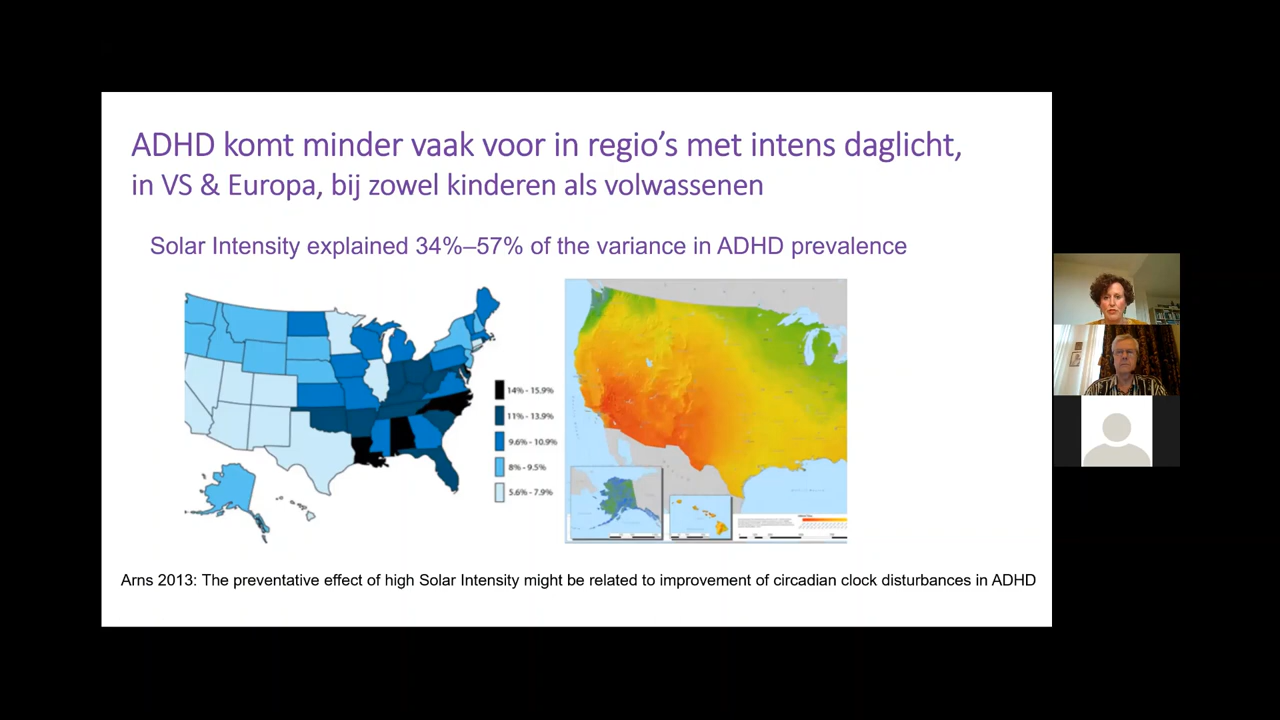 ADHD komt minder vaak voor in regio's met intens daglicht,
in VS & Europa, bij zowel kinderen als volwassenen
Solar Intensity explained 34%–57% of the variance in ADHD prevalence
14% - 15.9%
11% - 13.9%
9.6% - 10.9%
8% - 9.5%
5.6% - 7.9%
Arns 2013: The preventative effect of high Solar Intensity might be related to improvement of circadian clock disturbances in ADHD